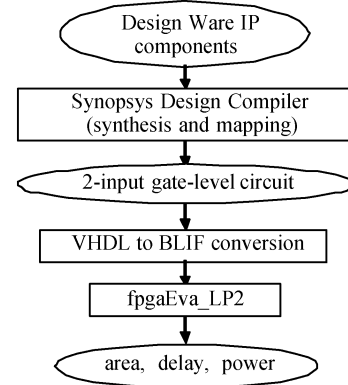 Design Ware IP
components
Synopsys Design Compiler
(synthesis and mapping)
2-input gate-level circuit
VHDL to BLIF conversion
fpgaEva_LP2
area, delay, power